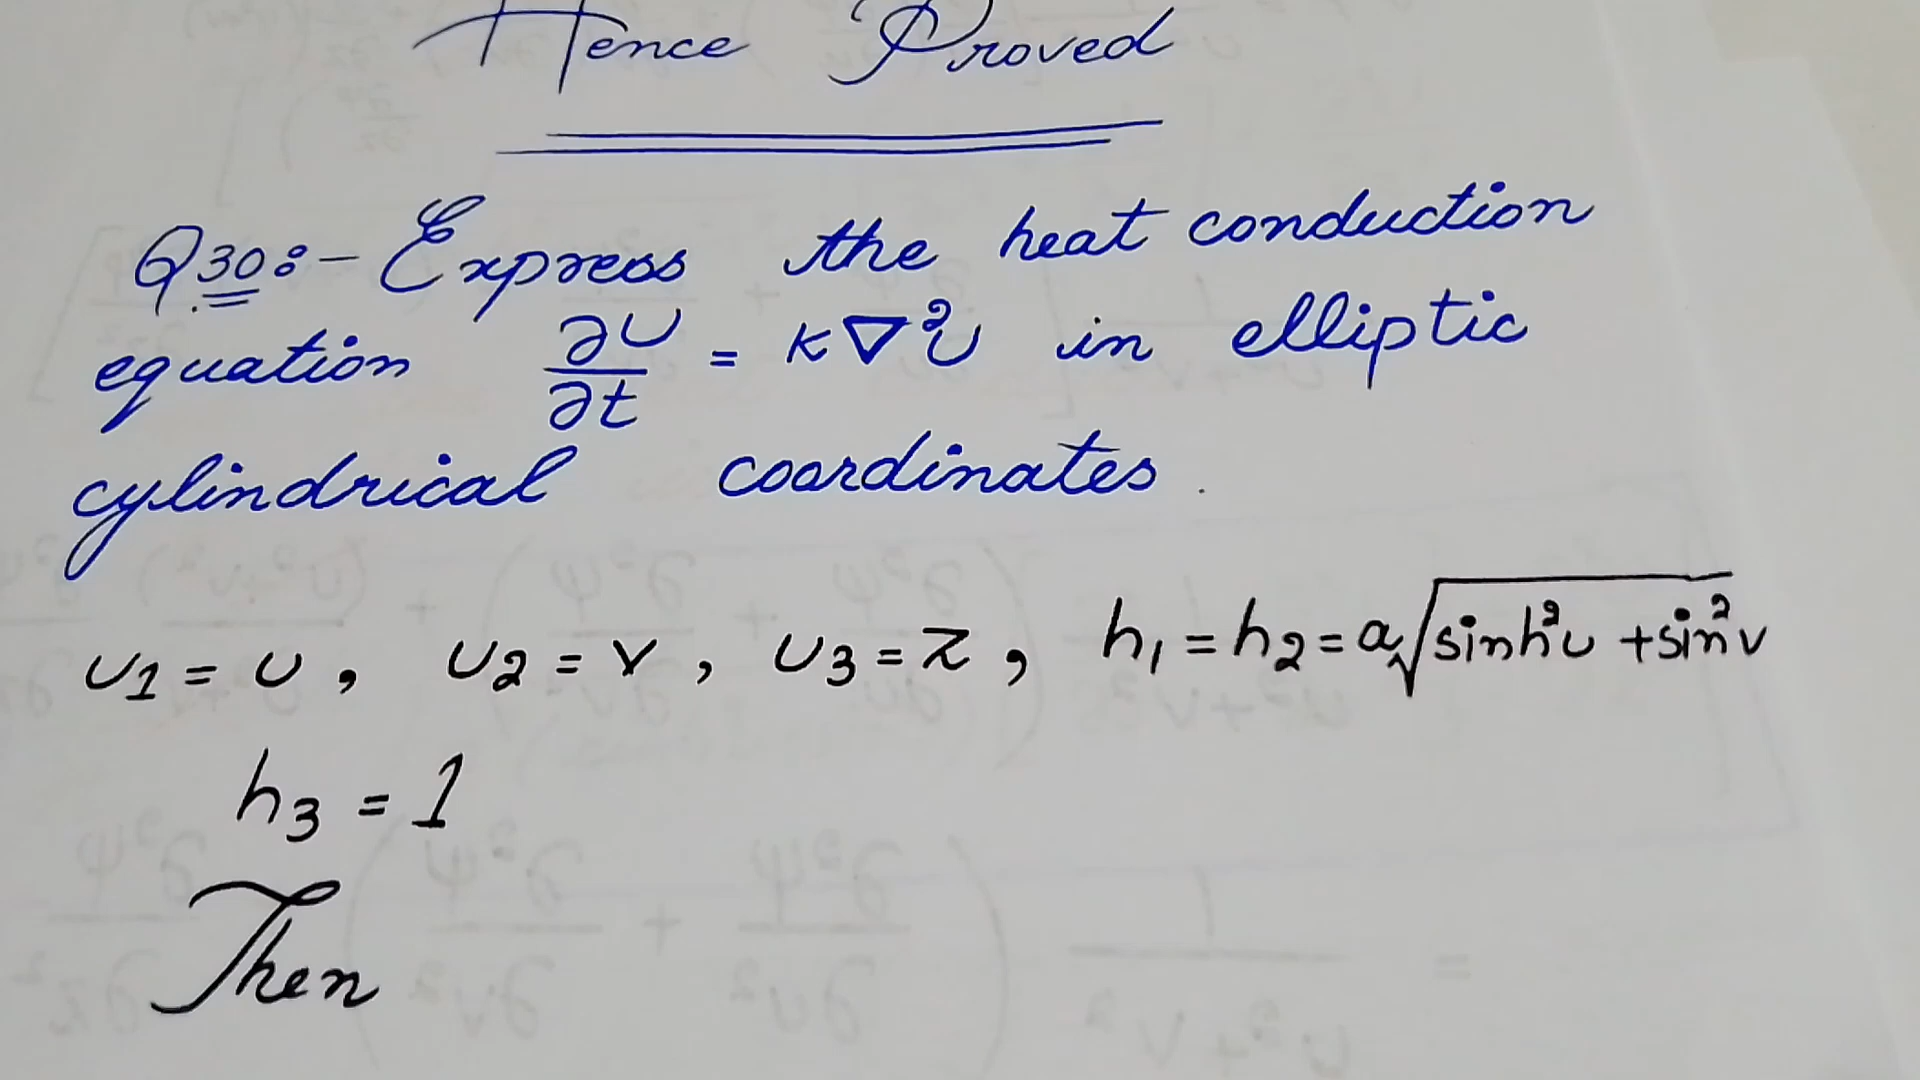 Hence Proved
Q30:- Express the heat conduction
equation ∂U/∂t = K∇²U in elliptic
cylindrical coordinates.
u1 = u, u2 = v, u3 = z, h1 = h2 = a√(sinh²u + sin²v)
h3 = 1
Then